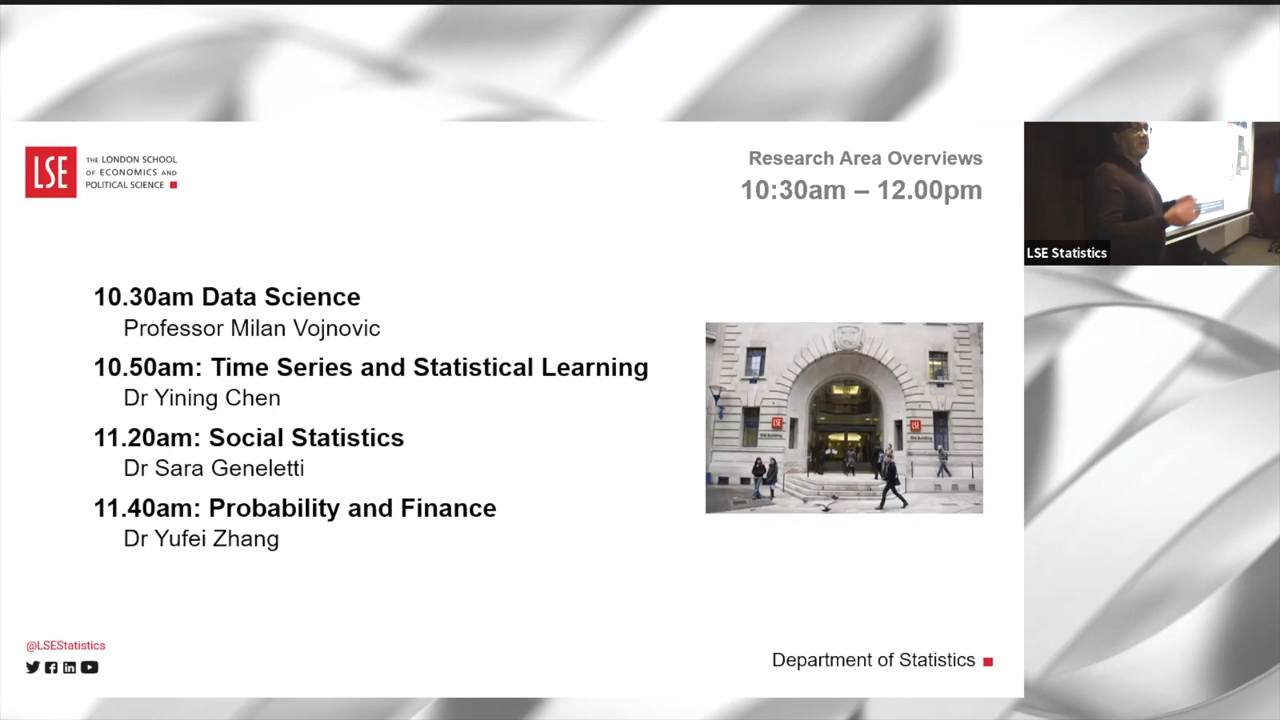 LSE
THE LONDON SCHOOL
OF ECONOMICS AND
POLITICAL SCIENCE
Research Area Overviews
10:30am – 12.00pm
LSE Statistics
10.30am Data Science
Professor Milan Vojnovic
10.50am: Time Series and Statistical Learning
Dr Yining Chen
11.20am: Social Statistics
Dr Sara Geneletti
11.40am: Probability and Finance
Dr Yufei Zhang
LSE
LSE
@LSEStatistics
Department of Statistics